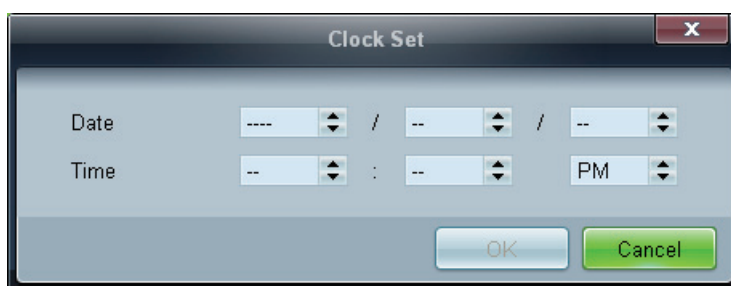 Clock Set
x
Date ---- / -- / --
Time -- : -- PM
OK Cancel